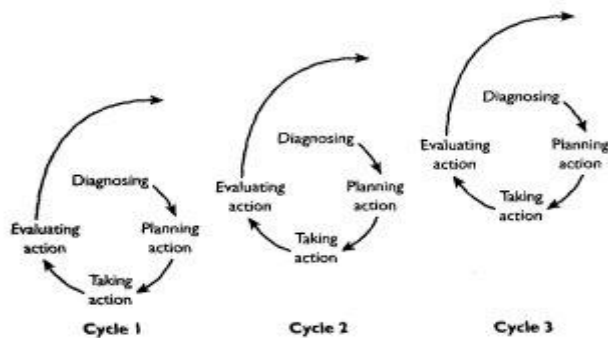 Diagnosing
Planning
action
Taking
action
Evaluating
action
Cycle 1
Diagnosing
Planning
action
Taking
action
Evaluating
action
Cycle 2
Diagnosing
Planning
action
Taking
action
Evaluating
action
Cycle 3